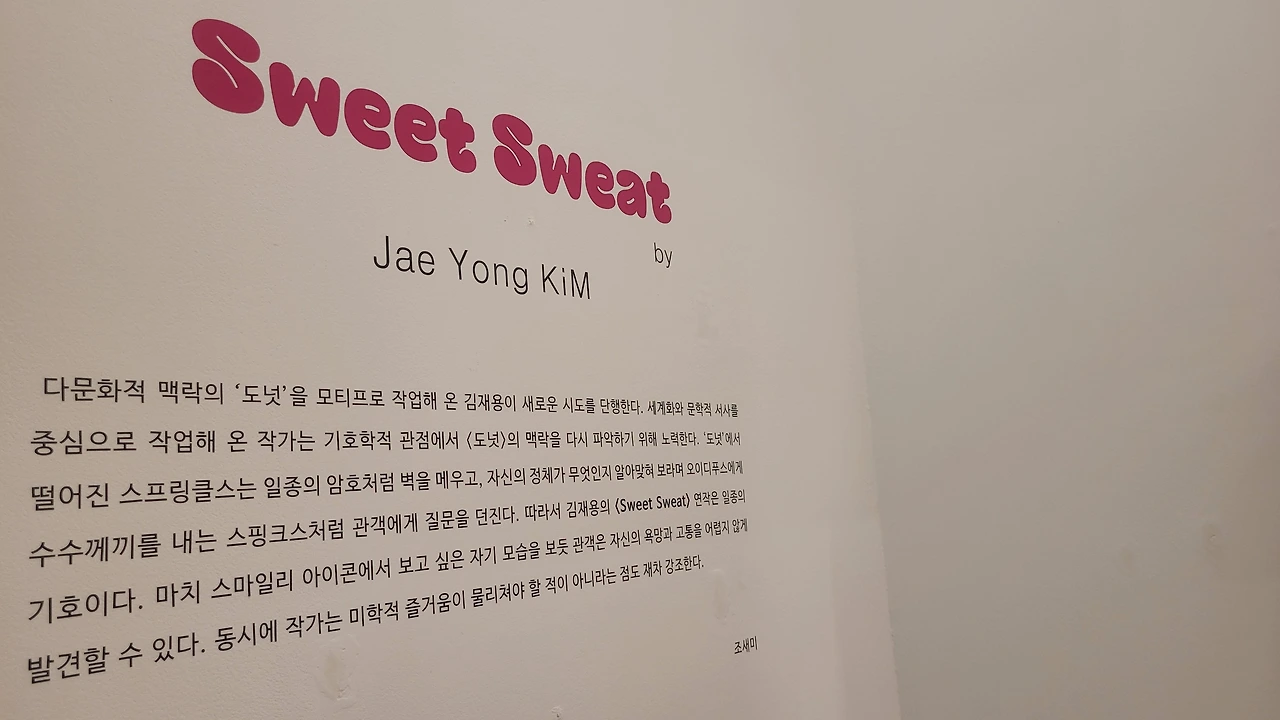 Sweet Sweat
by
Jae Yong KiM
다문화적 맥락의 ‘도넛’을 모티프로 작업해 온 김재용이 새로운 시도를 단행한다. 세계화와 문학적 서사를
중심으로 작업해 온 작가는 기호학적 관점에서 〈도넛〉의 맥락을 다시 파악하기 위해 노력한다. ‘도넛’에서
떨어진 스프링클스는 일종의 암호처럼 벽을 메우고, 자신의 정체가 무엇인지 알아맞혀 보라며 오이디푸스에게
수수께끼를 내는 스핑크스처럼 관객에게 질문을 던진다. 따라서 김재용의 〈Sweet Sweat〉 연작은 일종의
기호이다. 마치 스마일리 아이콘에서 보고 싶은 자기 모습을 보듯 관객은 자신의 욕망과 고통을 어렵지 않게
발견할 수 있다. 동시에 작가는 미학적 즐거움이 물리쳐야 할 적이 아니라는 점도 재차 강조한다.
조새미